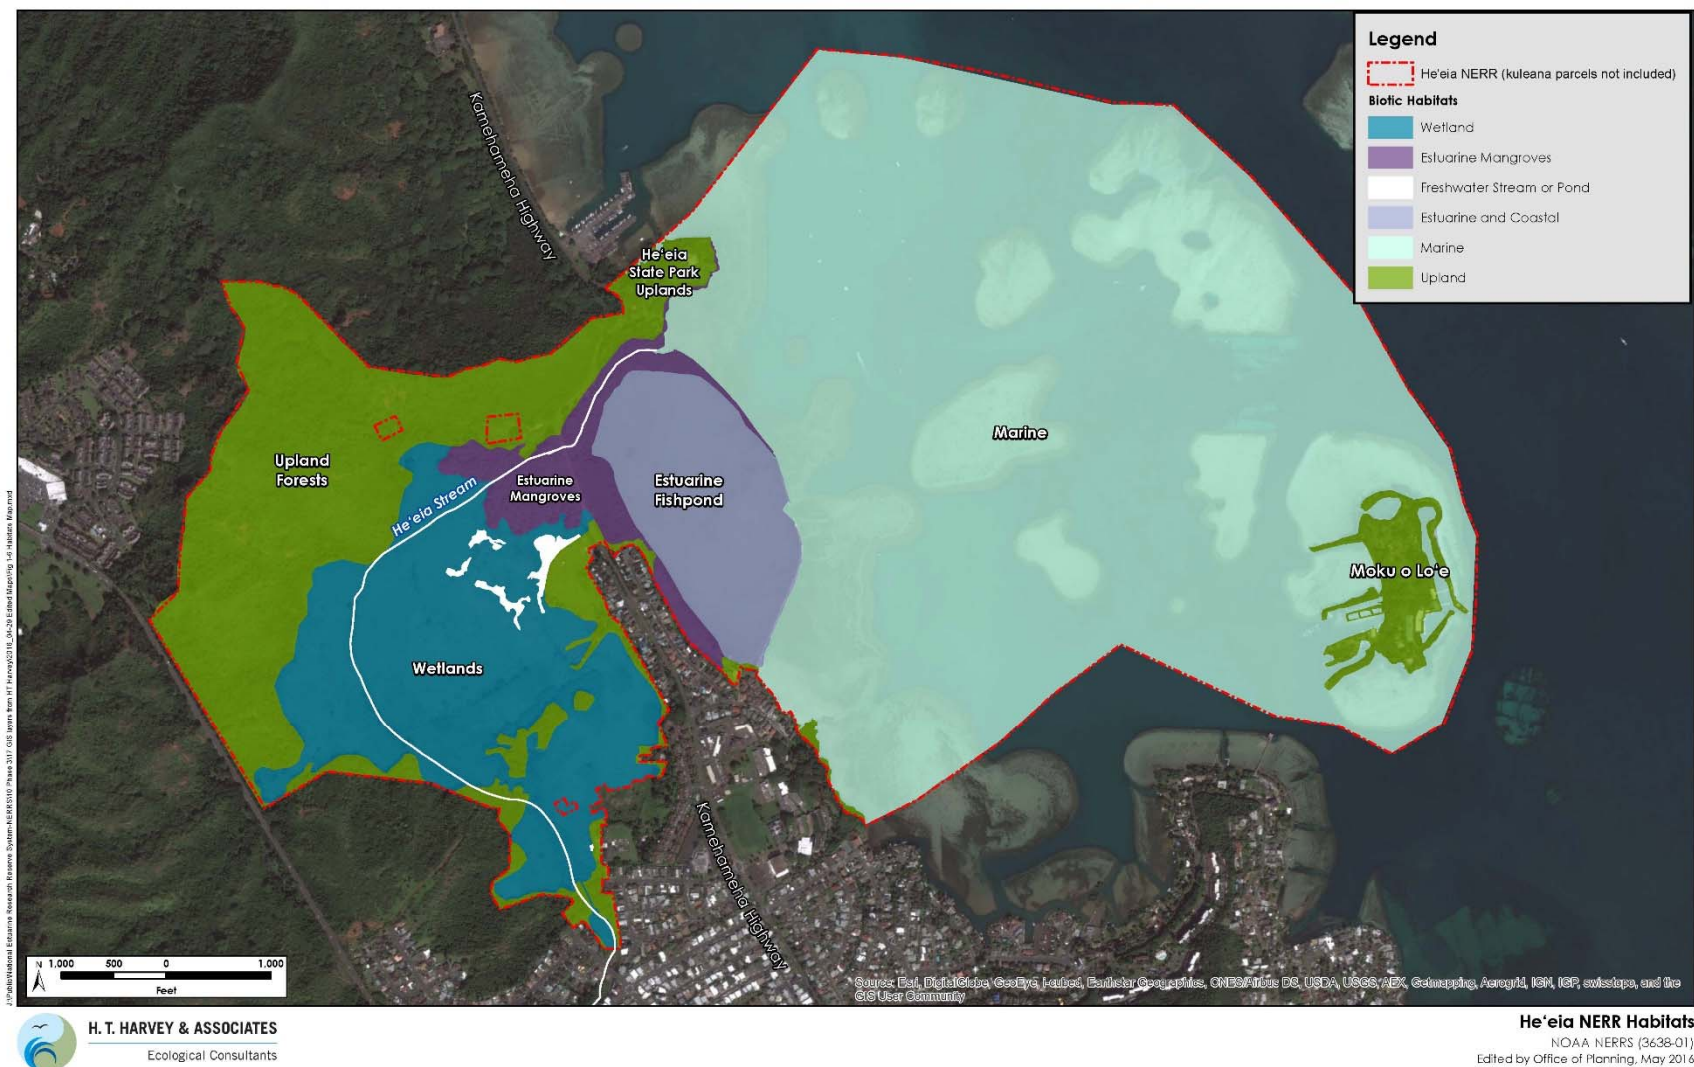 Legend
He'eia NERR (kuleana parcels not included)
Biotic Habitats
Wetland
Estuarine Mangroves
Freshwater Stream or Pond
Estuarine and Coastal
Marine
Upland
Kamehameha Highway
He'eia
State Park
Uplands
Upland
Forests
He'eia Stream
Estuarine
Mangroves
Estuarine
Fishpond
Marine
Moku o Lo'e
Wetlands
Kamehameha Highway
N 1,000 500 0 1,000
Feet
Source: Esri, DigitalGlobe, GeoEye, i-cubed, Earthstar Geographics, CNES/Airbus DS, USDA, USGS, AEX, Getmapping, Aerogrid, IGN, IGP, swisstopo, and the
GIS User Community
H. T. HARVEY & ASSOCIATES
Ecological Consultants
He'eia NERR Habitats
NOAA NERRS (3638-01)
Edited by Office of Planning, May 2016